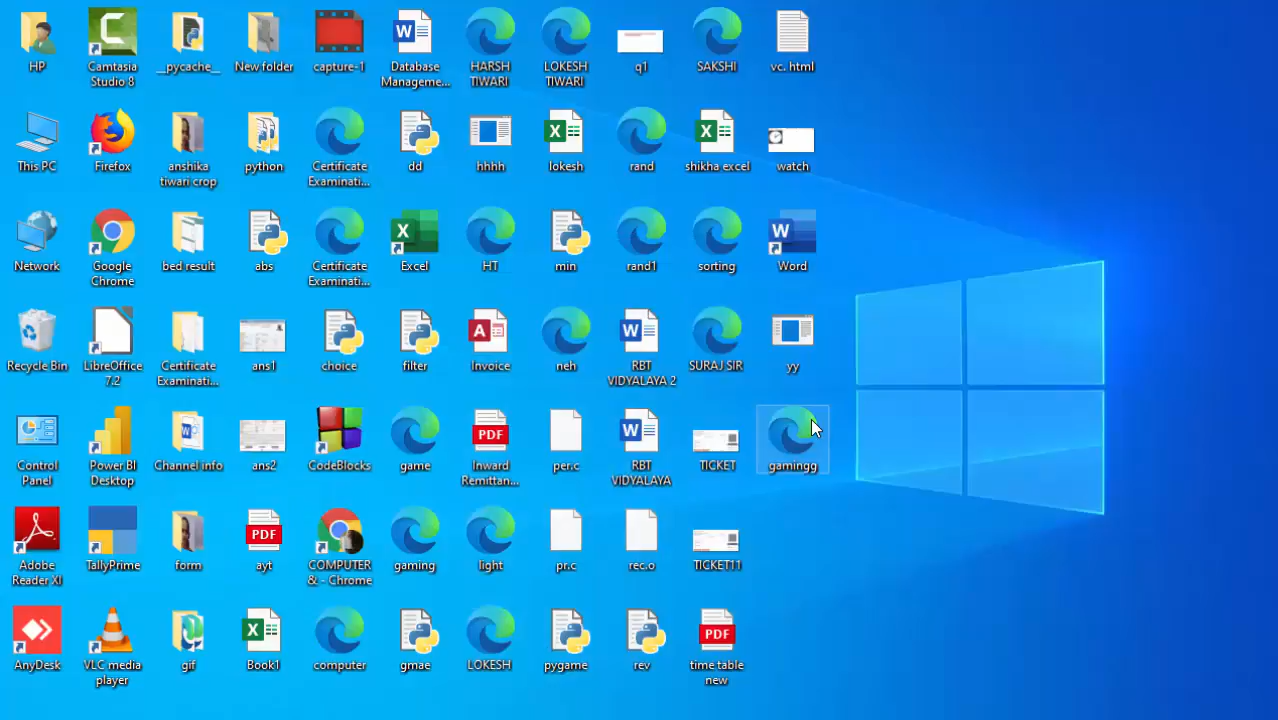 HP
Camtasia
Studio 8
__pycache__
New folder
capture-1
Database
Manageme...
HARSH
TIWARI
LOKESH
TIWARI
q1
SAKSHI
vc. html
This PC
Firefox
anshika
tiwari crop
python
Certificate
Examinati...
dd
hhhh
lokesh
rand
shikha excel
watch
Network
Google
Chrome
bed result
abs
Certificate
Examinati...
Excel
HT
min
rand1
sorting
Word
Recycle Bin
LibreOffice
7.2
Certificate
Examinati...
ans1
choice
filter
Invoice
neh
RBT
VIDYALAYA 2
SURAJ SIR
yy
Control
Panel
Power BI
Desktop
Channel info
ans2
CodeBlocks
game
PDF
Inward
Remittan...
per.c
RBT
VIDYALAYA
TICKET
gamingg
Adobe
Reader XI
TallyPrime
form
PDF
ayt
COMPUTER
& - Chrome
gaming
light
pr.c
rec.o
TICKET11
AnyDesk
VLC media
player
gif
Book1
computer
gmae
LOKESH
pygame
rev
PDF
time table
new